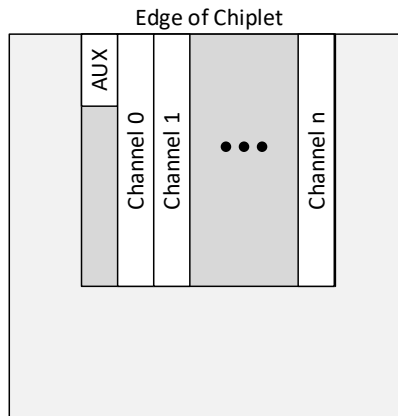 Edge of Chiplet
AUX
Channel 0
Channel 1
•••
Channel n